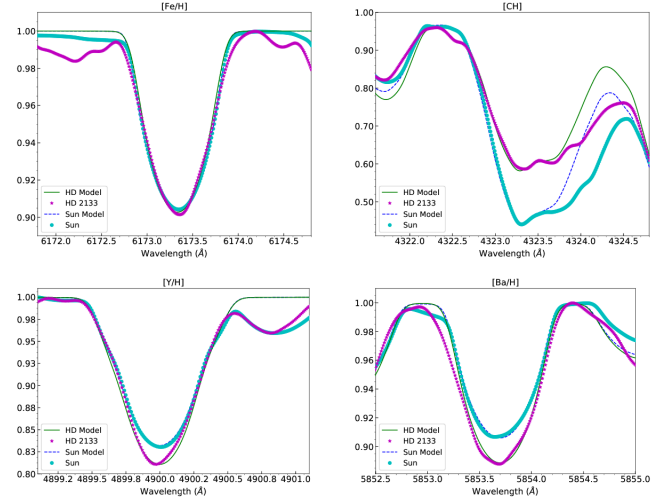 [Fe/H]
1.00
0.98
0.96
0.94
0.92
0.90
HD Model
HD 2133
Sun Model
Sun
6172.0 6172.5 6173.0 6173.5 6174.0 6174.5
Wavelength (Å)
[CH]
1.00
0.90
0.80
0.70
0.60
0.50
HD Model
HD 2133
Sun Model
Sun
4322.0 4322.5 4323.0 4323.5 4324.0 4324.5
Wavelength (Å)
[Y/H]
1.00
0.98
0.95
0.93
0.90
0.88
0.85
0.83
0.80
HD Model
HD 2133
Sun Model
Sun
4899.2 4899.5 4899.8 4900.0 4900.2 4900.5 4900.8 4901.0
Wavelength (Å)
[Ba/H]
1.00
0.98
0.96
0.94
0.92
0.90
HD Model
HD 2133
Sun Model
Sun
5852.5 5853.0 5853.5 5854.0 5854.5 5855.0
Wavelength (Å)